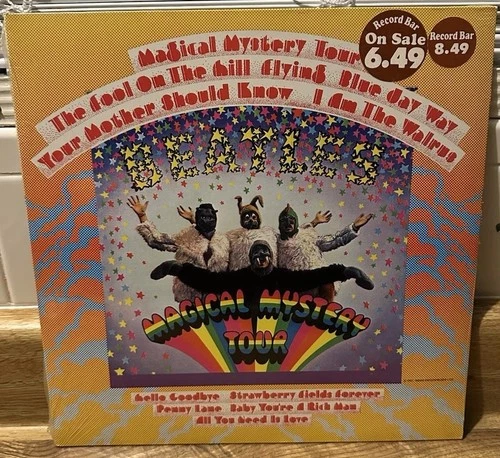 Record Bar
On Sale
6.49
Record Bar
8.49
Magical Mystery Tour
The Fool On The Hill Flying Blue Jay Way
Your Mother Should Know I Am The Walrus
BEATLES
MAGICAL MYSTERY
TOUR
Hello Goodbye Strawberry Fields Forever
Penny Lane Baby You're A Rich Man
All You Need Is Love